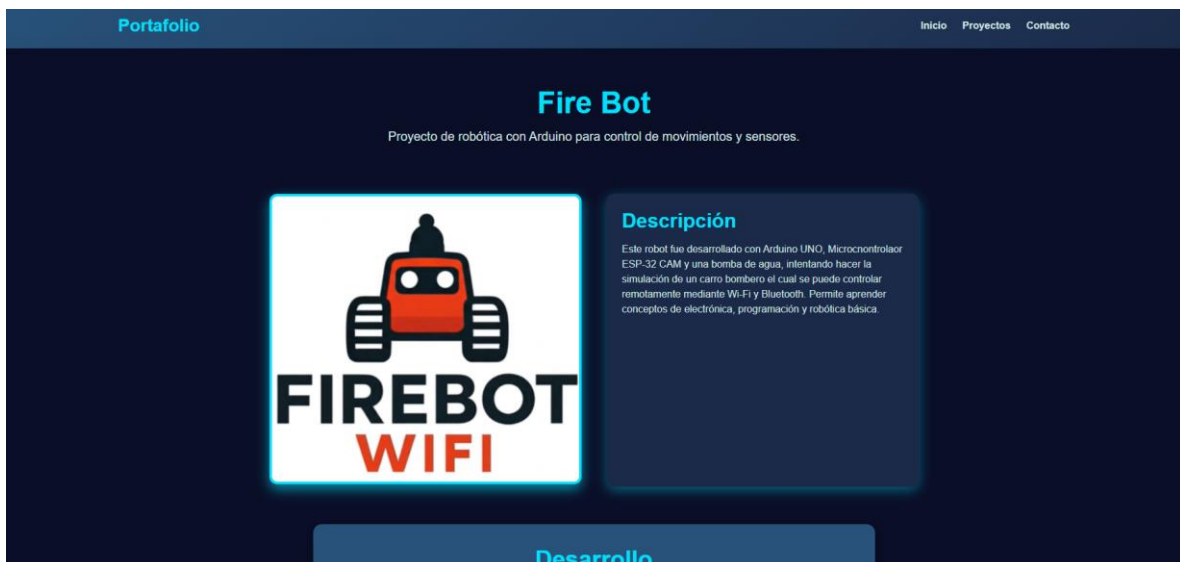 Portafolio
Inicio Proyectos Contacto
Fire Bot
Proyecto de robótica con Arduino para control de movimientos y sensores.
FIREBOT
WIFI
Descripción
Este robot fue desarrollado con Arduino UNO, Microcnontrolaor
ESP-32 CAM y una bomba de agua, intentando hacer la
simulación de un carro bombero el cual se puede controlar
remotamente mediante Wi-Fi y Bluetooth. Permite aprender
conceptos de electrónica, programación y robótica básica.
Desarrollo